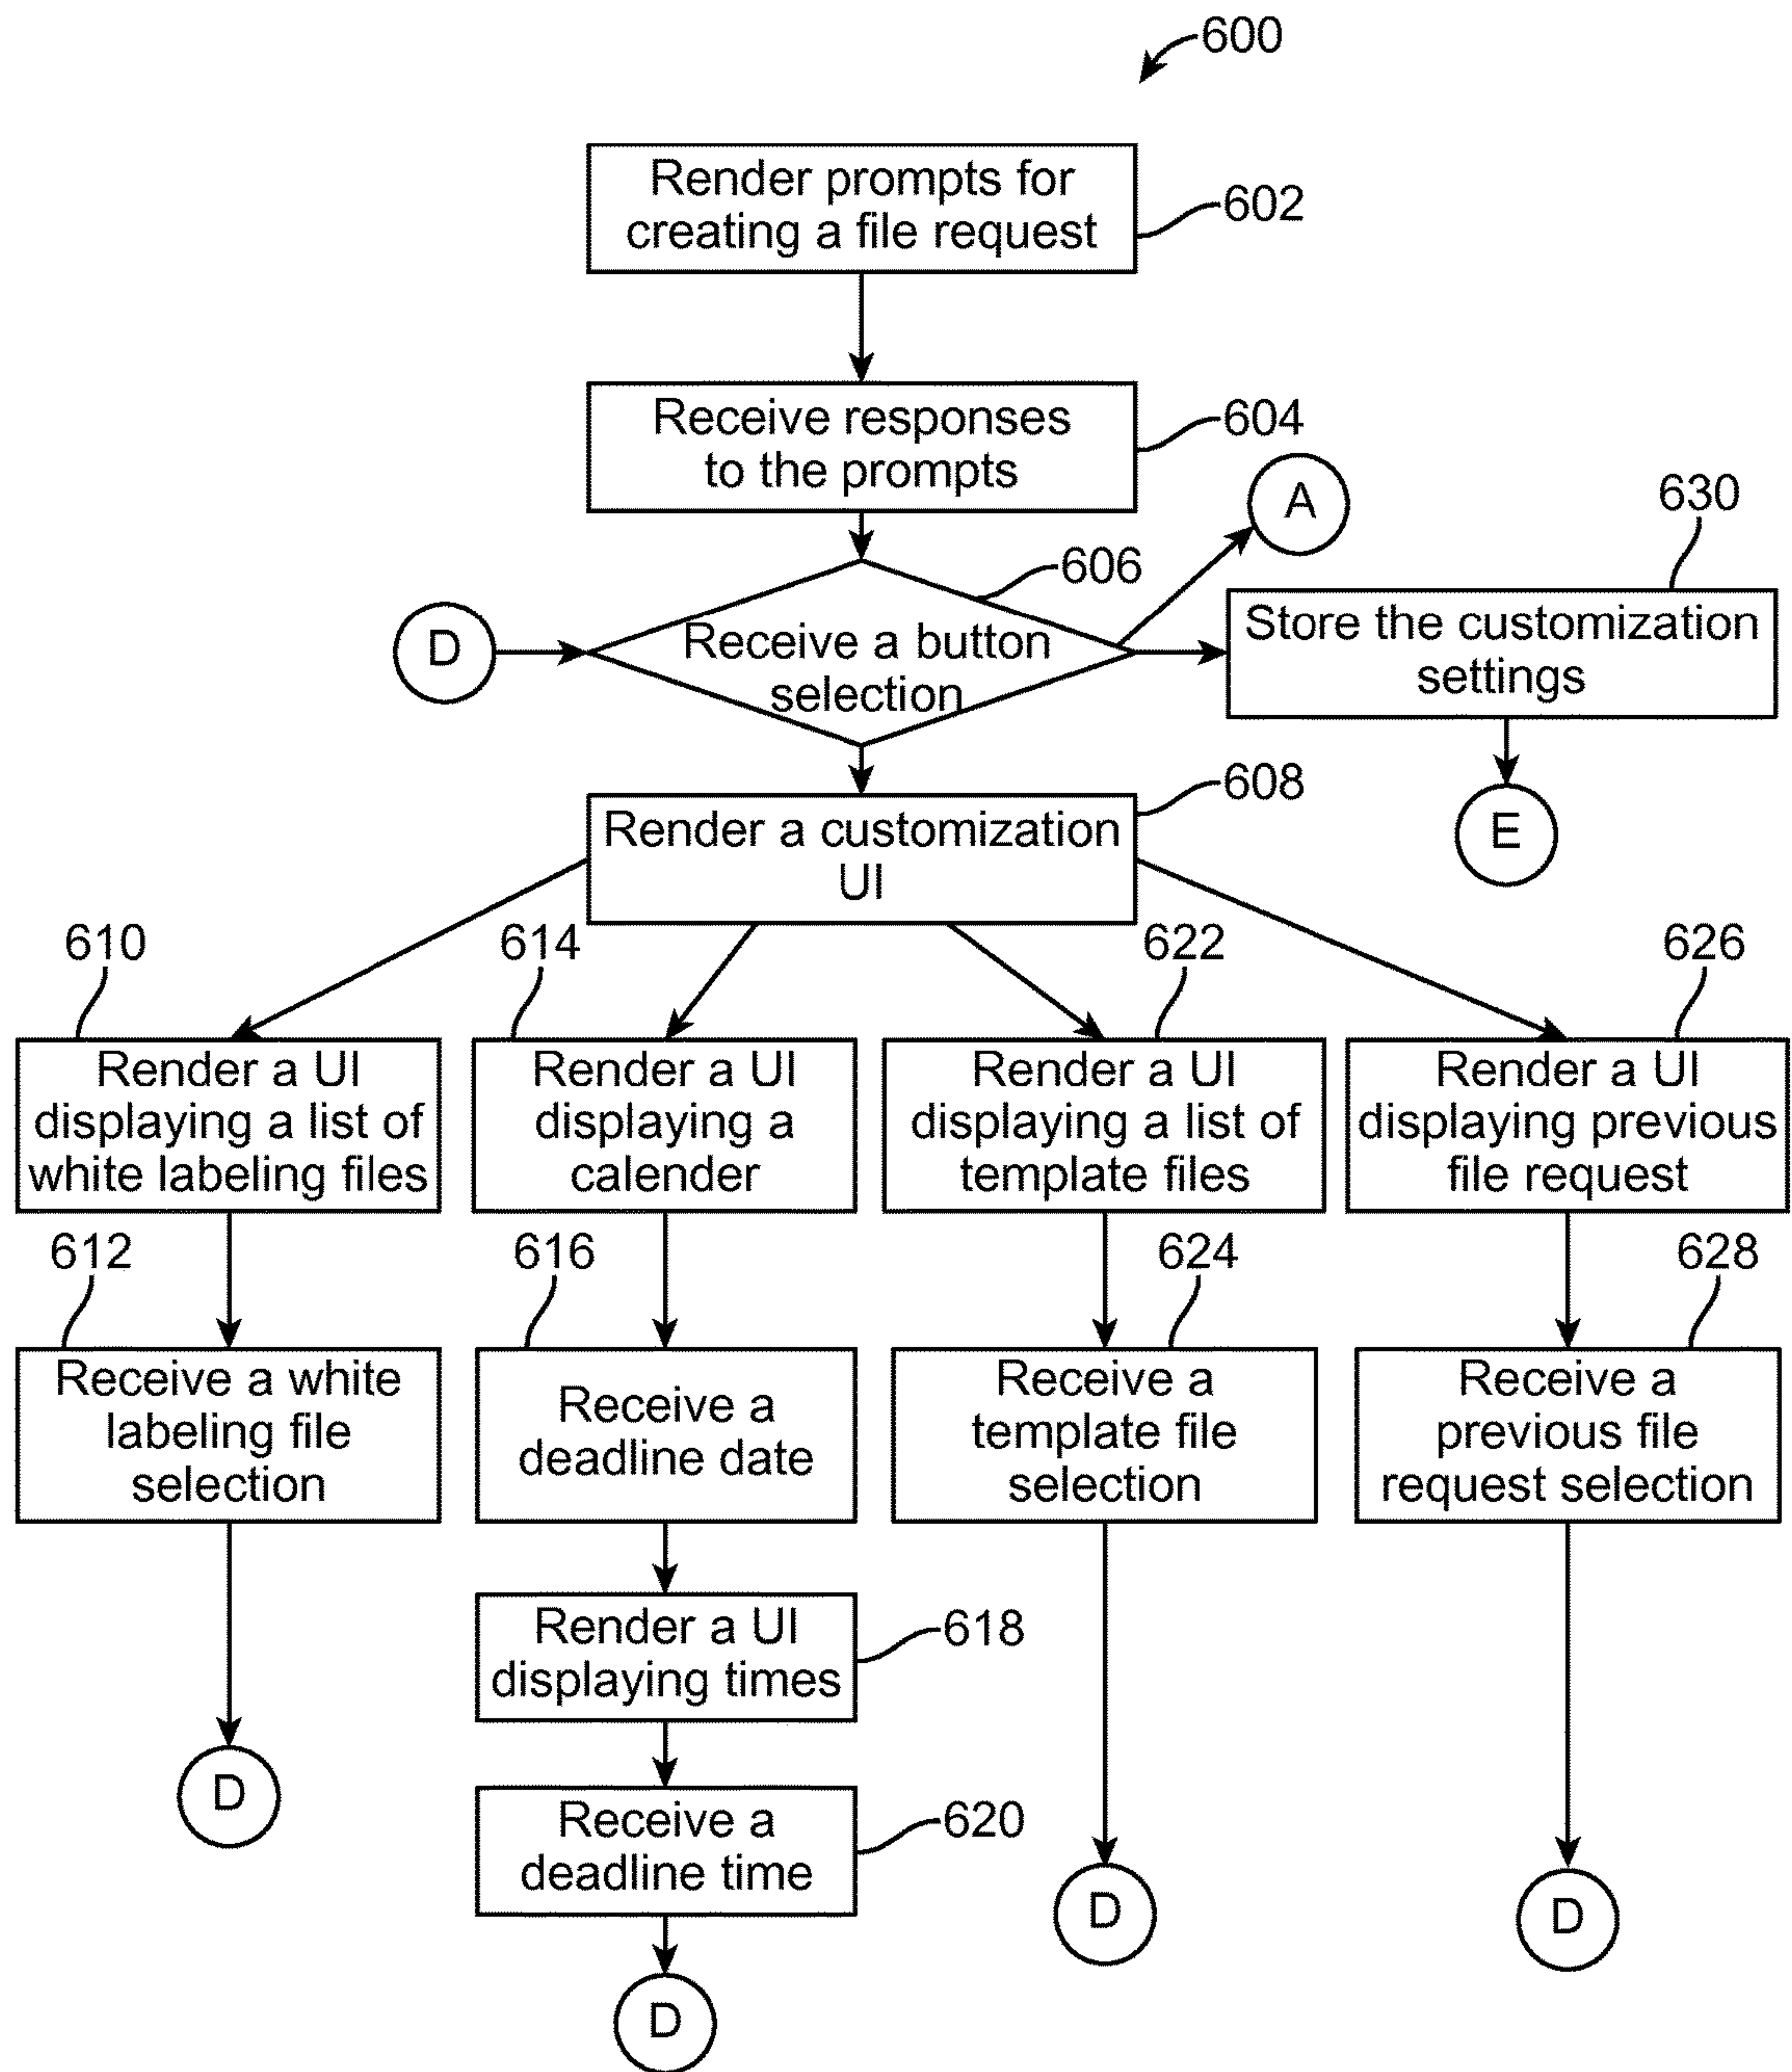 600
Render prompts for
creating a file request
602
Receive responses
to the prompts
604
A
630
606
D
Receive a button
selection
Store the customization
settings
608
Render a customization
UI
E
610
614
622
626
Render a UI
displaying a list of
white labeling files
Render a UI
displaying a
calender
Render a UI
displaying a list of
template files
Render a UI
displaying previous
file request
612
616
624
628
Receive a white
labeling file
selection
Receive a
deadline date
Receive a
template file
selection
Receive a
previous file
request selection
Render a UI
displaying times
618
D
Receive a
deadline time
620
D
D
D